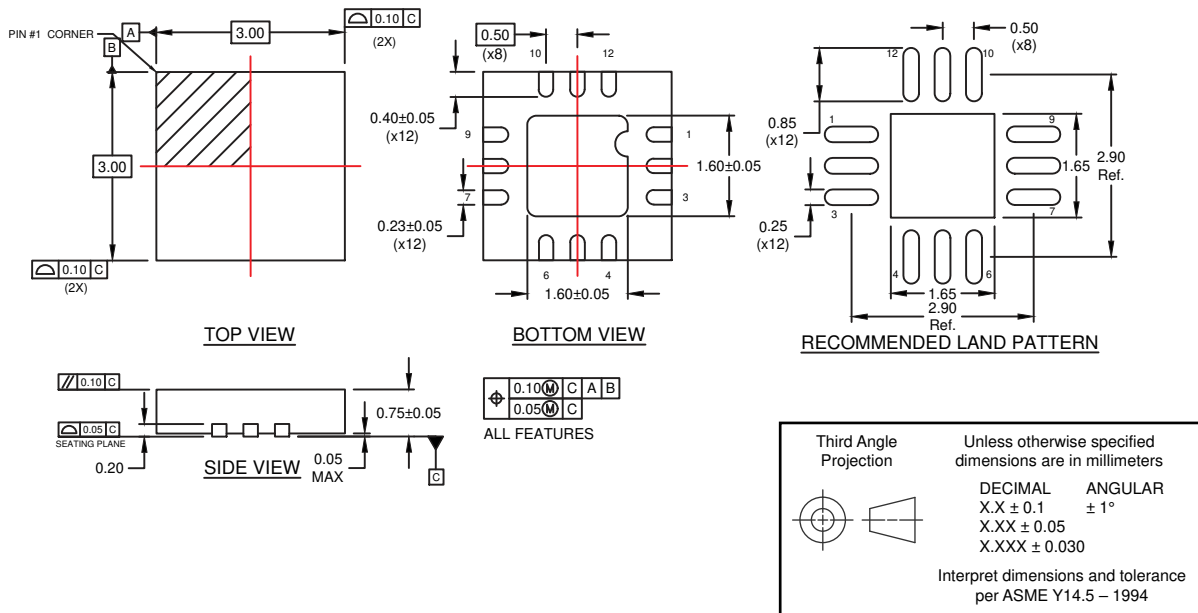 PIN #1 CORNER
A
B
3.00
⌓ 0.10 C
(2X)
3.00
⌓ 0.10 C
(2X)
TOP VIEW
0.50
(x8)
10
12
0.40±0.05
(x12)
9
1
1.60±0.05
7
3
0.23±0.05
(x12)
6
4
1.60±0.05
BOTTOM VIEW
0.50
(x8)
12
10
0.85
(x12)
1
9
1.65
2.90
Ref.
0.25
(x12)
3
7
4
6
1.65
2.90
Ref.
RECOMMENDED LAND PATTERN
// 0.10 C
⌓ 0.05 C
SEATING PLANE
0.20
SIDE VIEW
0.05
MAX
0.75±0.05
C
⌖ 0.10Ⓜ C A B
0.05Ⓜ C
ALL FEATURES
Third Angle
Projection
Unless otherwise specified
dimensions are in millimeters
DECIMAL ANGULAR
X.X ± 0.1 ± 1°
X.XX ± 0.05
X.XXX ± 0.030
Interpret dimensions and tolerance
per ASME Y14.5 – 1994